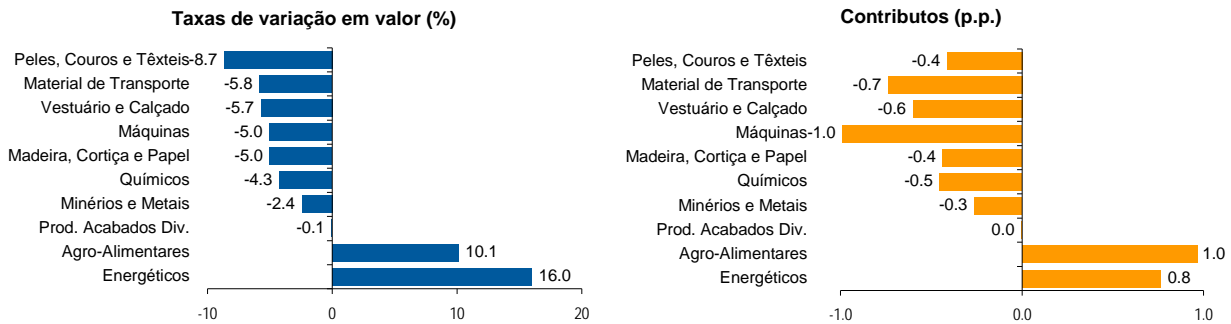 Taxas de variação em valor (%)
Peles, Couros e Têxteis -8.7
Material de Transporte -5.8
Vestuário e Calçado -5.7
Máquinas -5.0
Madeira, Cortiça e Papel -5.0
Químicos -4.3
Minérios e Metais -2.4
Prod. Acabados Div. -0.1
Agro-Alimentares 10.1
Energéticos 16.0
-10 0 10 20
Contributos (p.p.)
Peles, Couros e Têxteis -0.4
Material de Transporte -0.7
Vestuário e Calçado -0.6
Máquinas -1.0
Madeira, Cortiça e Papel -0.4
Químicos -0.5
Minérios e Metais -0.3
Prod. Acabados Div. 0.0
Agro-Alimentares 1.0
Energéticos 0.8
-1.0 0.0 1.0